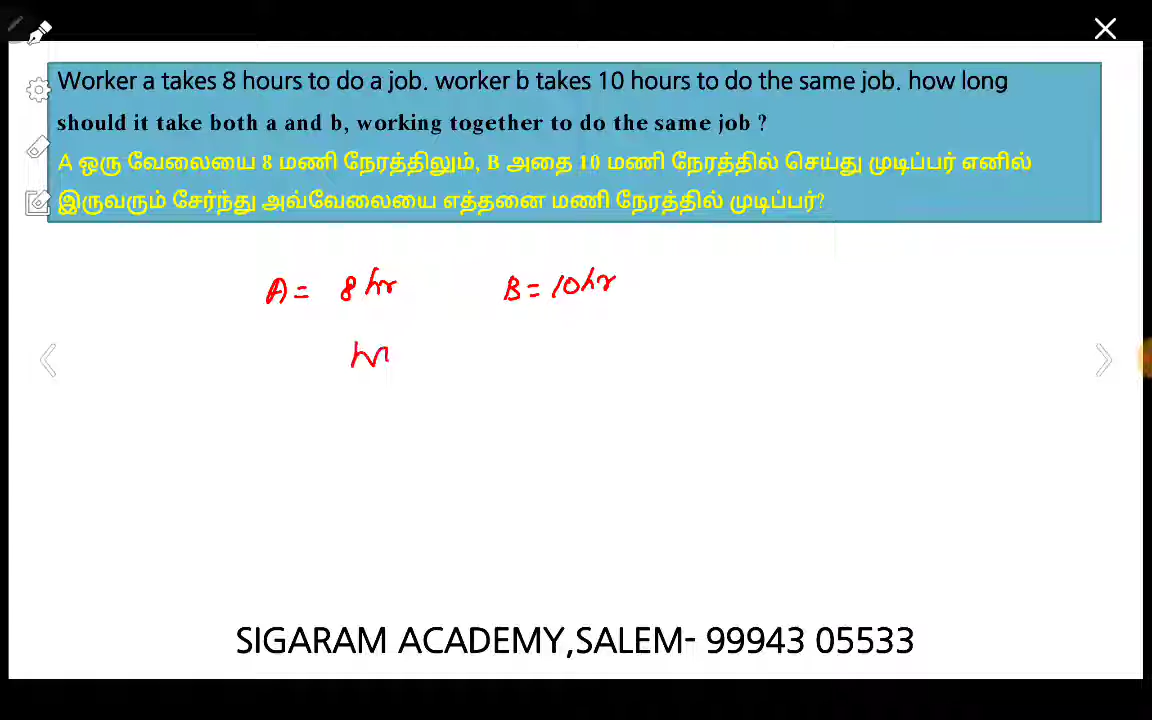 Worker a takes 8 hours to do a job. worker b takes 10 hours to do the same job. how long
should it take both a and b, working together to do the same job ?
A ஒரு வேலையை 8 மணி நேரத்திலும், B அதை 10 மணி நேரத்தில் செய்து முடிப்பர் எனில்
இருவரும் சேர்ந்து அவ்வேலையை எத்தனை மணி நேரத்தில் முடிப்பர்?
A = 8 hr B = 10 hr
SIGARAM ACADEMY,SALEM- 99943 05533